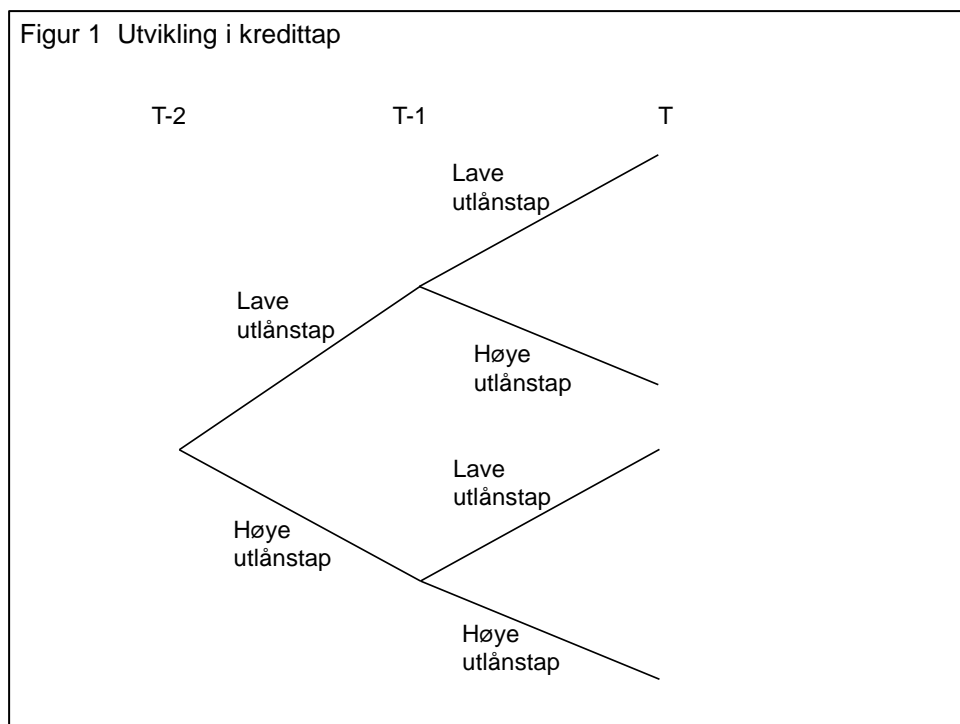 Figur 1  Utvikling i kredittap
T-2 T-1 T
Lave
utlånstap
Lave
utlånstap
Høye
utlånstap
Lave
utlånstap
Høye
utlånstap
Høye
utlånstap